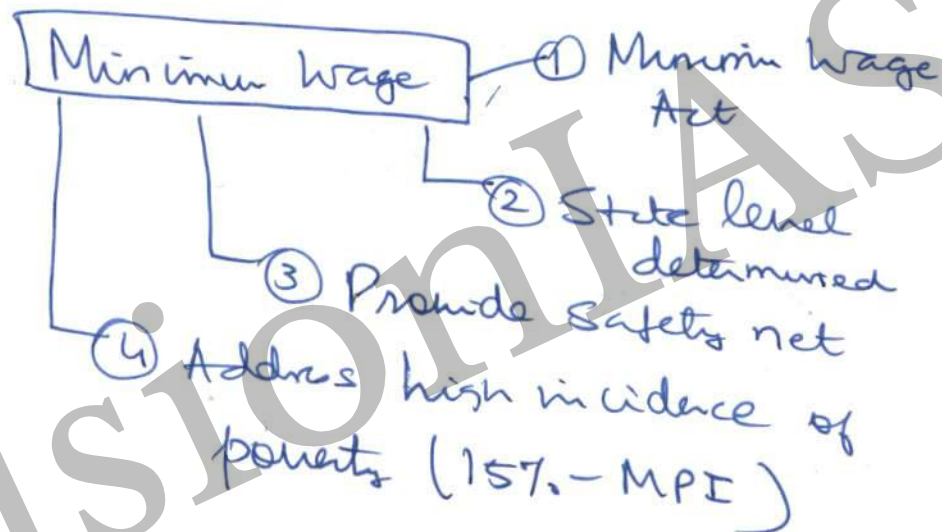 Minimum Wage
① Minimum Wage
Act
② State level
determined
③ Provide safety net
④ Address high incidence of
poverty (15% - MPI)
VisionIAS